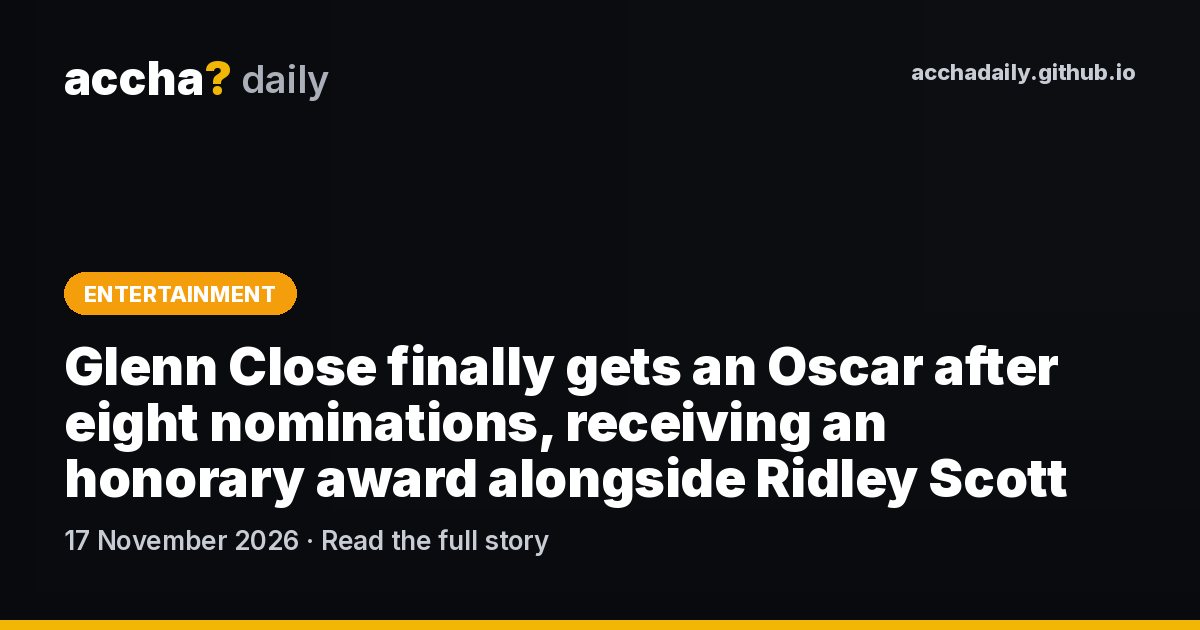 accha? daily
acchadaily.github.io
ENTERTAINMENT
Glenn Close finally gets an Oscar after
eight nominations, receiving an
honorary award alongside Ridley Scott
17 November 2026 · Read the full story